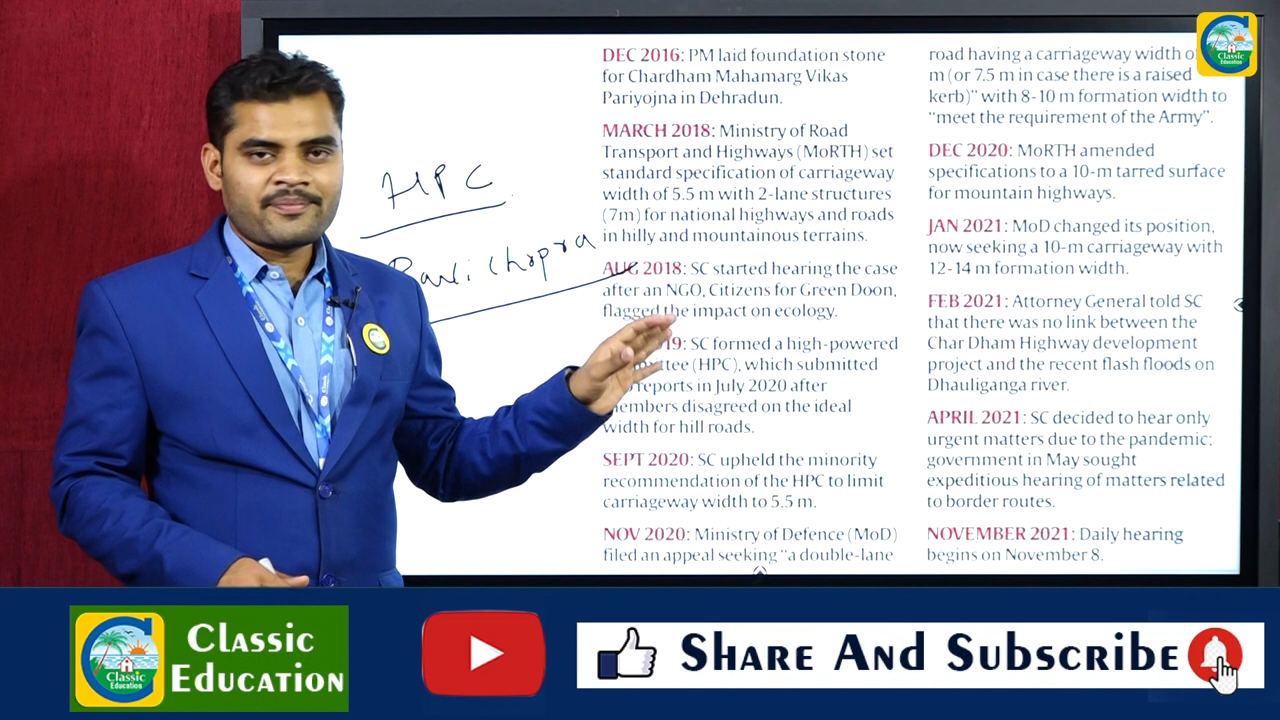 DEC 2016: PM laid foundation stone
for Chardham Mahamarg Vikas
Pariyojna in Dehradun.
MARCH 2018: Ministry of Road
Transport and Highways (MoRTH) set
standard specification of carriageway
width of 5.5 m with 2-lane structures
(7m) for national highways and roads
in hilly and mountainous terrains.
AUG 2018: SC started hearing the case
after an NGO, Citizens for Green Doon,
flagged the impact on ecology.
SC formed a high-powered
(HPC), which submitted
reports in July 2020 after
members disagreed on the ideal
width for hill roads.
SEPT 2020: SC upheld the minority
recommendation of the HPC to limit
carriageway width to 5.5 m.
NOV 2020: Ministry of Defence (MoD)
filed an appeal seeking “a double-lane
road having a carriageway width of
m (or 7.5 m in case there is a raised
kerb)” with 8-10 m formation width to
“meet the requirement of the Army”.
DEC 2020: MoRTH amended
specifications to a 10-m tarred surface
for mountain highways.
JAN 2021: MoD changed its position,
now seeking a 10-m carriageway with
12-14 m formation width.
FEB 2021: Attorney General told SC
that there was no link between the
Char Dham Highway development
project and the recent flash floods on
Dhauliganga river.
APRIL 2021: SC decided to hear only
urgent matters due to the pandemic;
government in May sought
expeditious hearing of matters related
to border routes.
NOVEMBER 2021: Daily hearing
begins on November 8.
HPC
Ravi Chopra
Classic
Education
Classic
Education
Classic
Education
Share And Subscribe